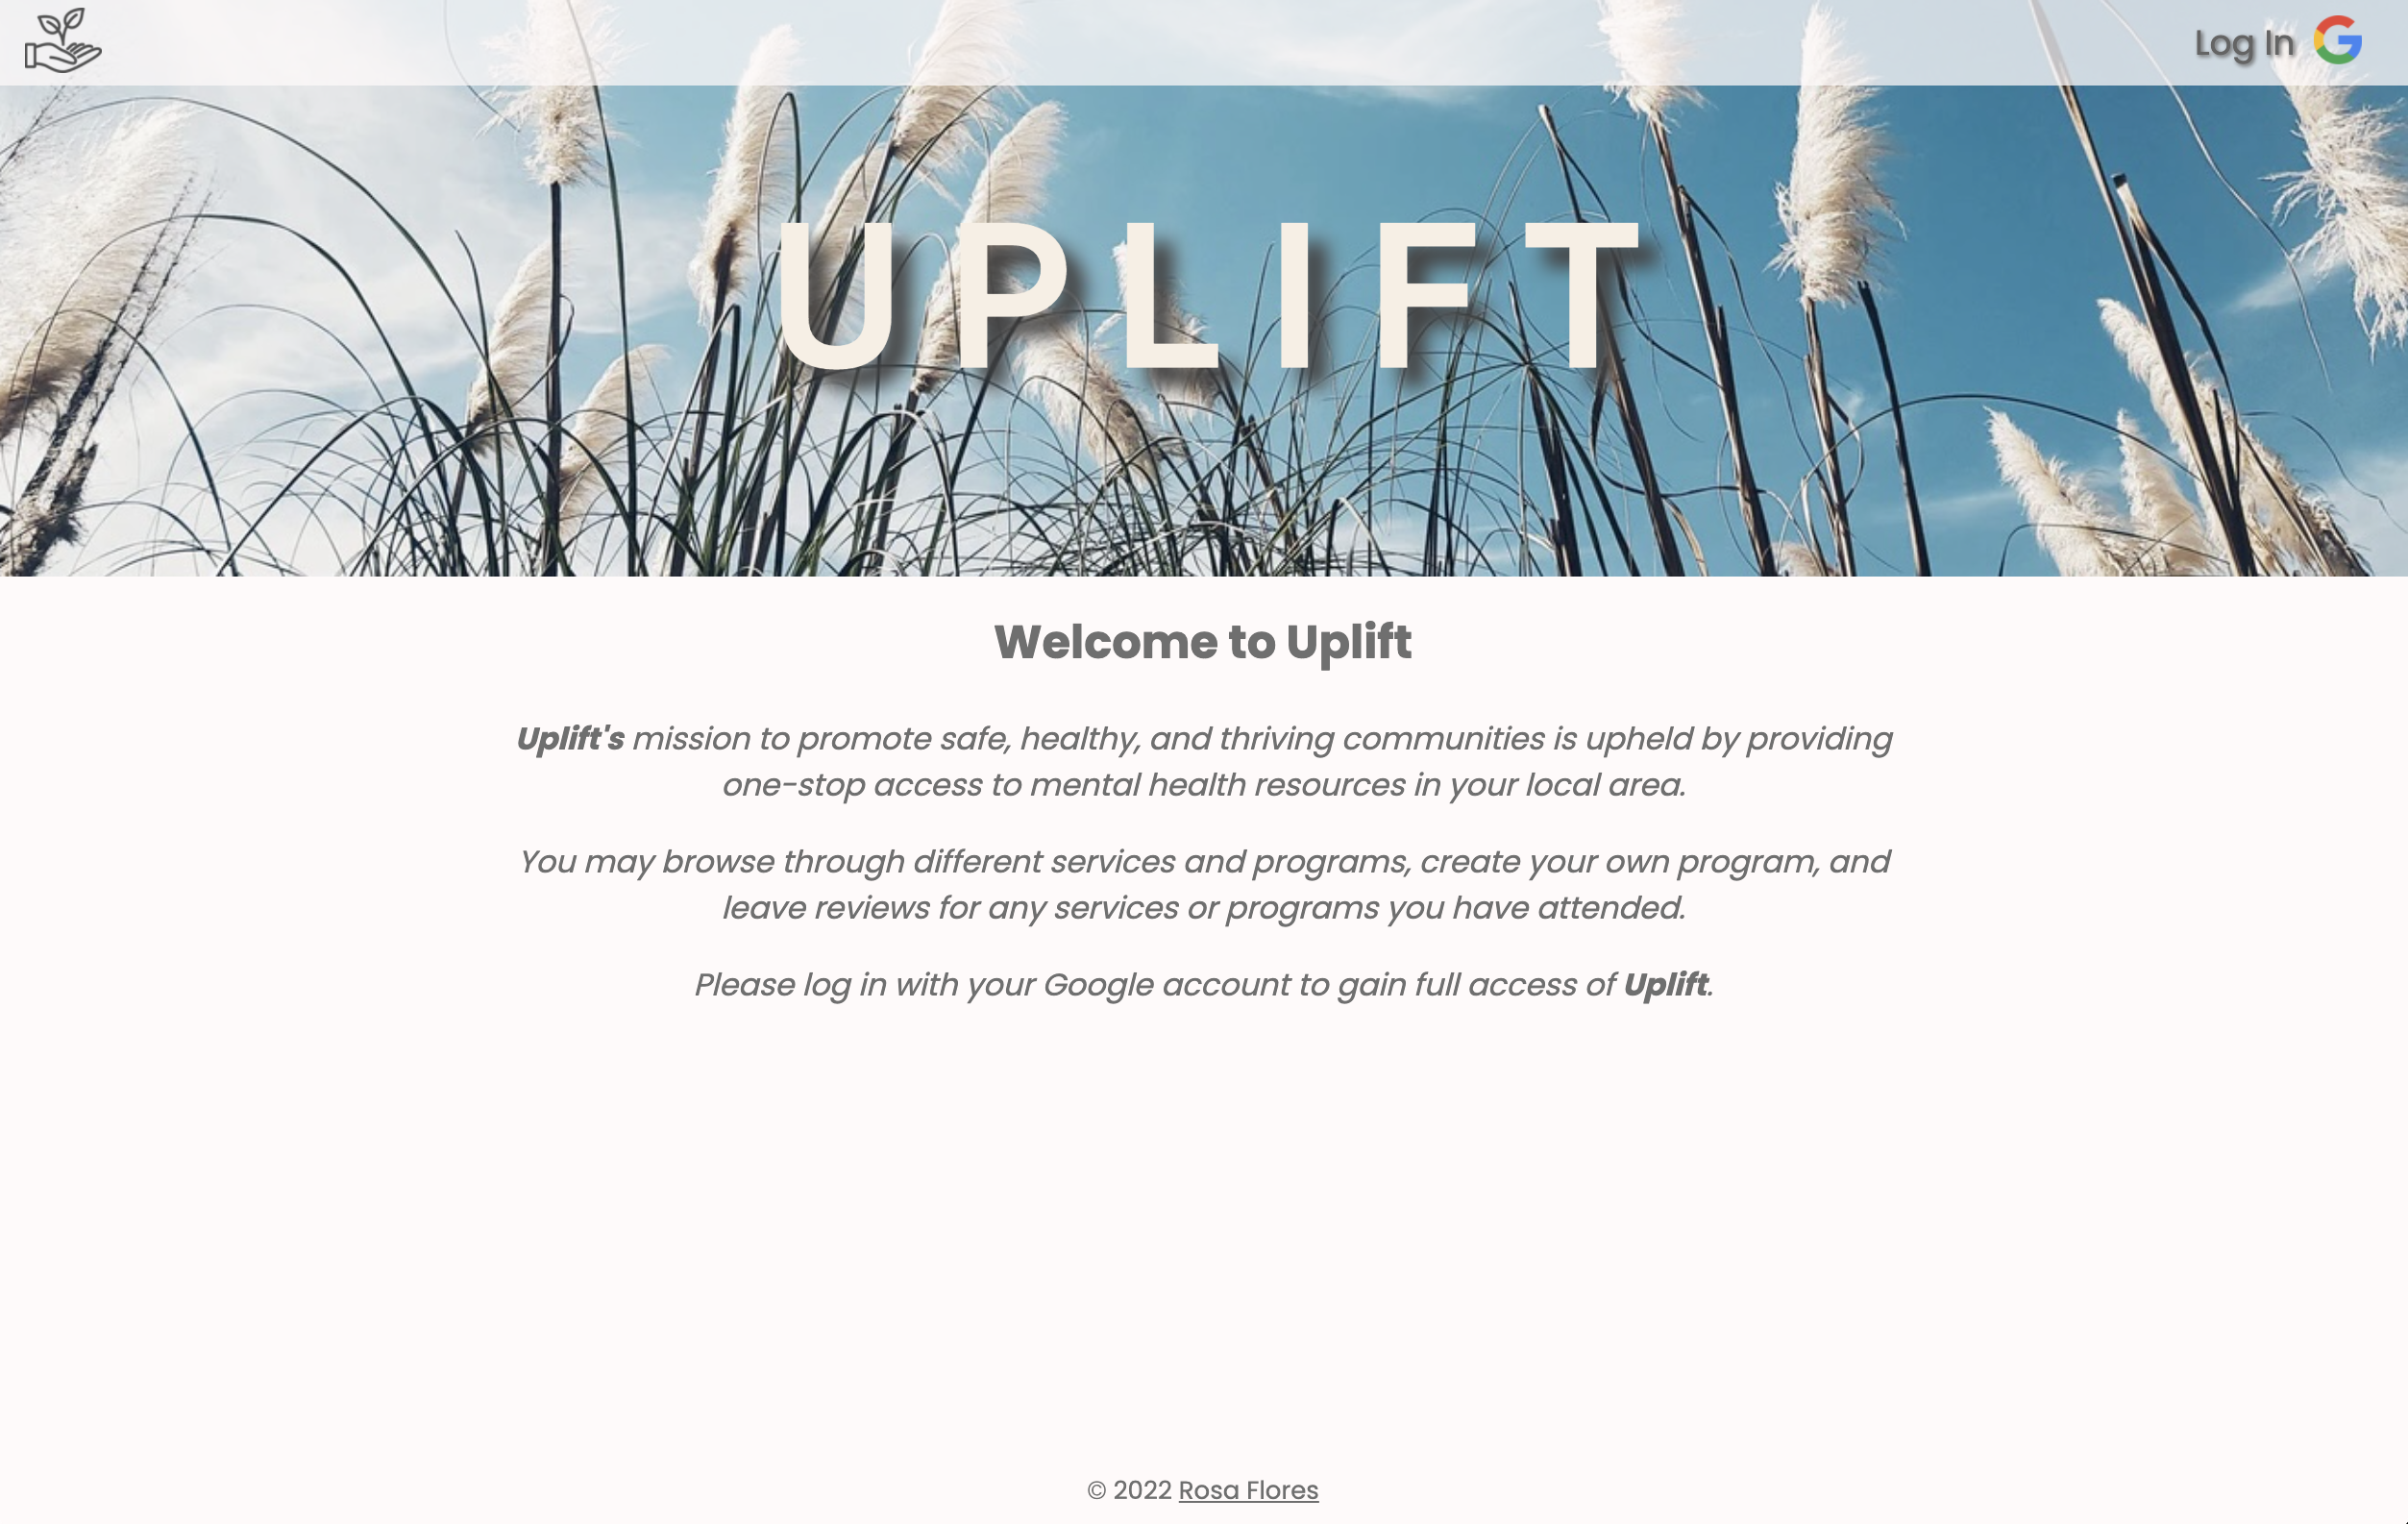 Log In
UPLIFT
Welcome to Uplift
Uplift's mission to promote safe, healthy, and thriving communities is upheld by providing
one-stop access to mental health resources in your local area.
You may browse through different services and programs, create your own program, and
leave reviews for any services or programs you have attended.
Please log in with your Google account to gain full access of Uplift.
© 2022 Rosa Flores